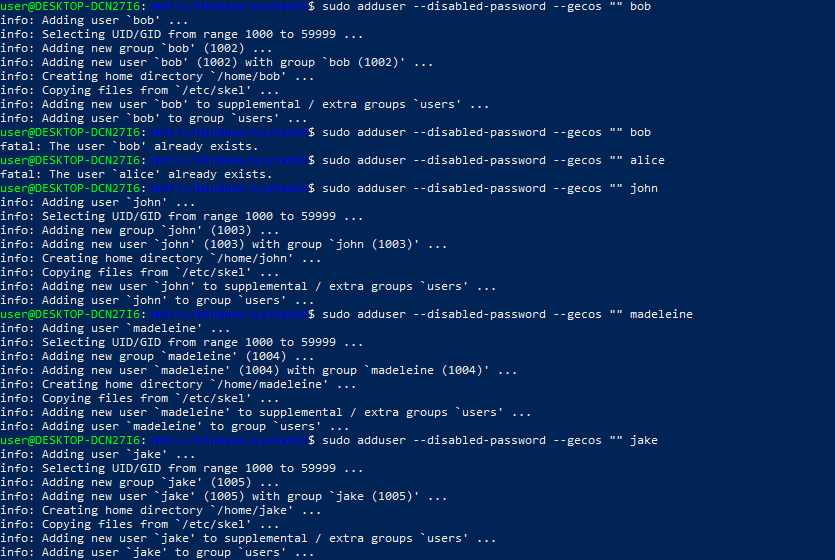 user@DESKTOP-DCN27I6:/mnt/c/Windows/system32$ sudo adduser --disabled-password --gecos "" bob
info: Adding user `bob' ...
info: Selecting UID/GID from range 1000 to 59999 ...
info: Adding new group `bob' (1002) ...
info: Adding new user `bob' (1002) with group `bob (1002)' ...
info: Creating home directory `/home/bob' ...
info: Copying files from `/etc/skel' ...
info: Adding new user `bob' to supplemental / extra groups `users' ...
info: Adding user `bob' to group `users' ...
user@DESKTOP-DCN27I6:/mnt/c/Windows/system32$ sudo adduser --disabled-password --gecos "" bob
fatal: The user `bob' already exists.
user@DESKTOP-DCN27I6:/mnt/c/Windows/system32$ sudo adduser --disabled-password --gecos "" alice
fatal: The user `alice' already exists.
user@DESKTOP-DCN27I6:/mnt/c/Windows/system32$ sudo adduser --disabled-password --gecos "" john
info: Adding user `john' ...
info: Selecting UID/GID from range 1000 to 59999 ...
info: Adding new group `john' (1003) ...
info: Adding new user `john' (1003) with group `john (1003)' ...
info: Creating home directory `/home/john' ...
info: Copying files from `/etc/skel' ...
info: Adding new user `john' to supplemental / extra groups `users' ...
info: Adding user `john' to group `users' ...
user@DESKTOP-DCN27I6:/mnt/c/Windows/system32$ sudo adduser --disabled-password --gecos "" madeleine
info: Adding user `madeleine' ...
info: Selecting UID/GID from range 1000 to 59999 ...
info: Adding new group `madeleine' (1004) ...
info: Adding new user `madeleine' (1004) with group `madeleine (1004)' ...
info: Creating home directory `/home/madeleine' ...
info: Copying files from `/etc/skel' ...
info: Adding new user `madeleine' to supplemental / extra groups `users' ...
info: Adding user `madeleine' to group `users' ...
user@DESKTOP-DCN27I6:/mnt/c/Windows/system32$ sudo adduser --disabled-password --gecos "" jake
info: Adding user `jake' ...
info: Selecting UID/GID from range 1000 to 59999 ...
info: Adding new group `jake' (1005) ...
info: Adding new user `jake' (1005) with group `jake (1005)' ...
info: Creating home directory `/home/jake' ...
info: Copying files from `/etc/skel' ...
info: Adding new user `jake' to supplemental / extra groups `users' ...
info: Adding user `jake' to group `users' ...